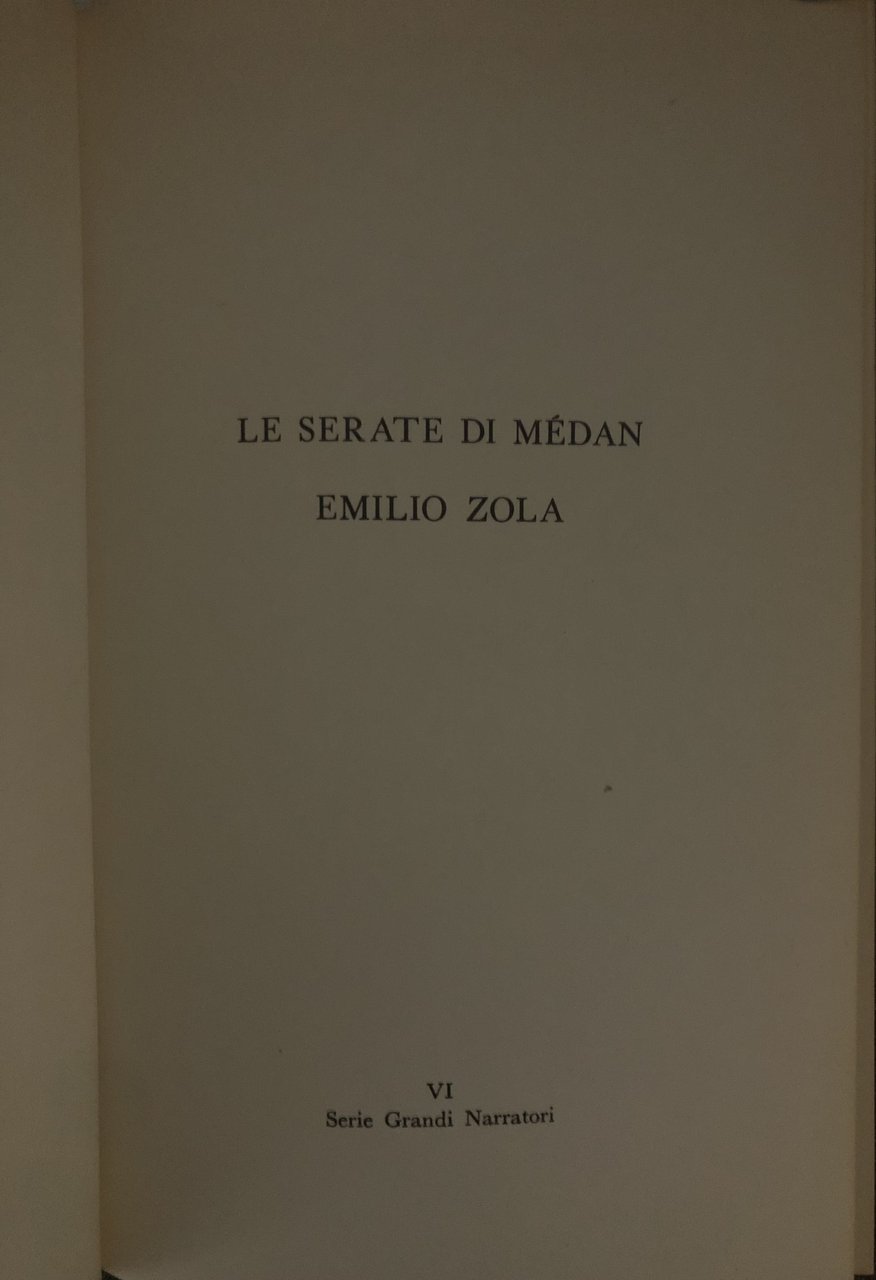 LE SERATE DI MÉDAN
EMILIO ZOLA
VI
Serie Grandi Narratori